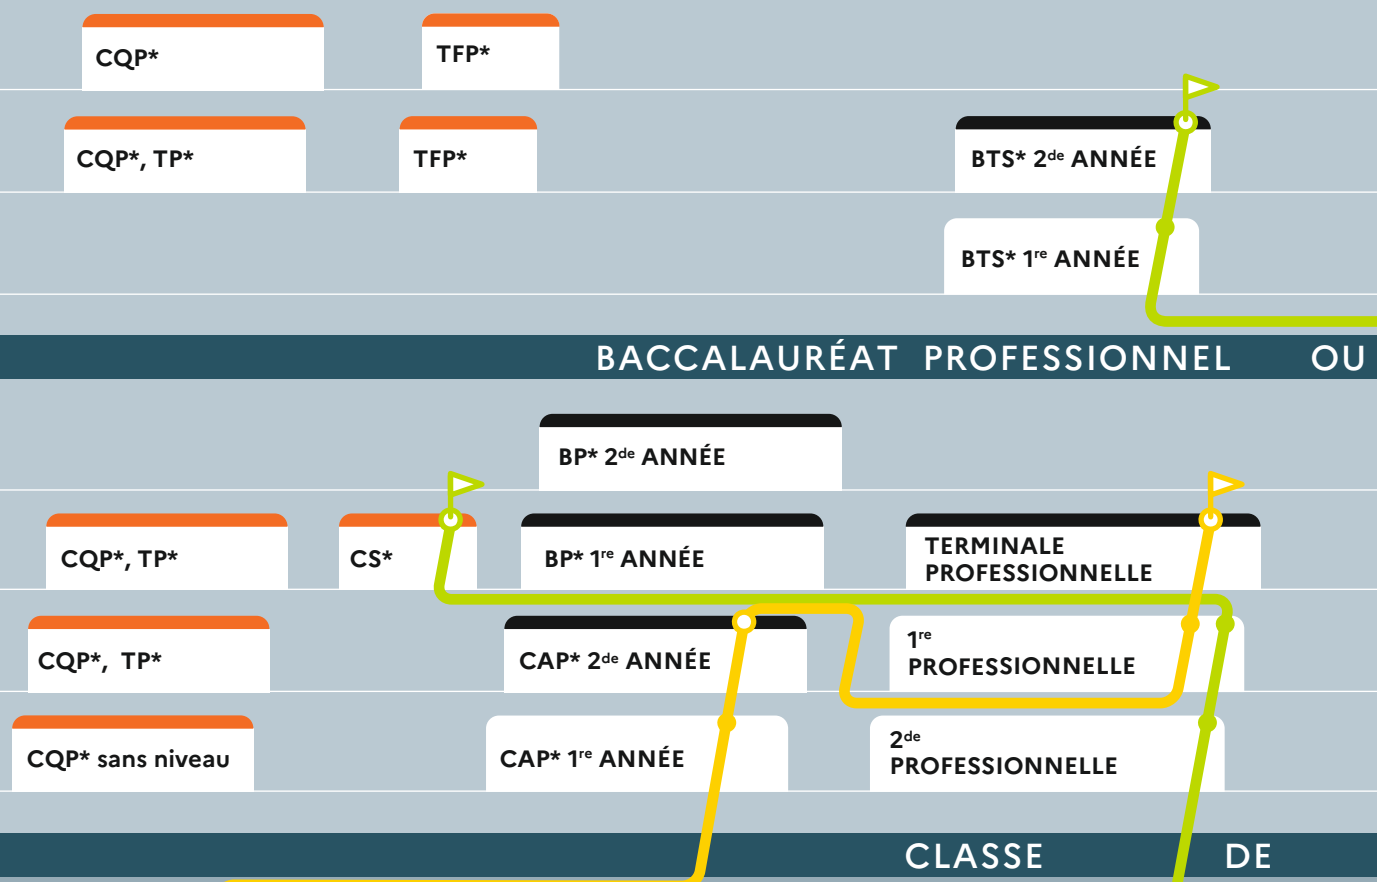 CQP*
TFP*
CQP*, TP*
TFP*
BTS* 2de ANNÉE
BTS* 1re ANNÉE
BACCALAURÉAT PROFESSIONNEL OU
BP* 2de ANNÉE
CQP*, TP*
CS*
BP* 1re ANNÉE
TERMINALE
PROFESSIONNELLE
CQP*, TP*
CAP* 2de ANNÉE
1re
PROFESSIONNELLE
CQP* sans niveau
CAP* 1re ANNÉE
2de
PROFESSIONNELLE
CLASSE DE